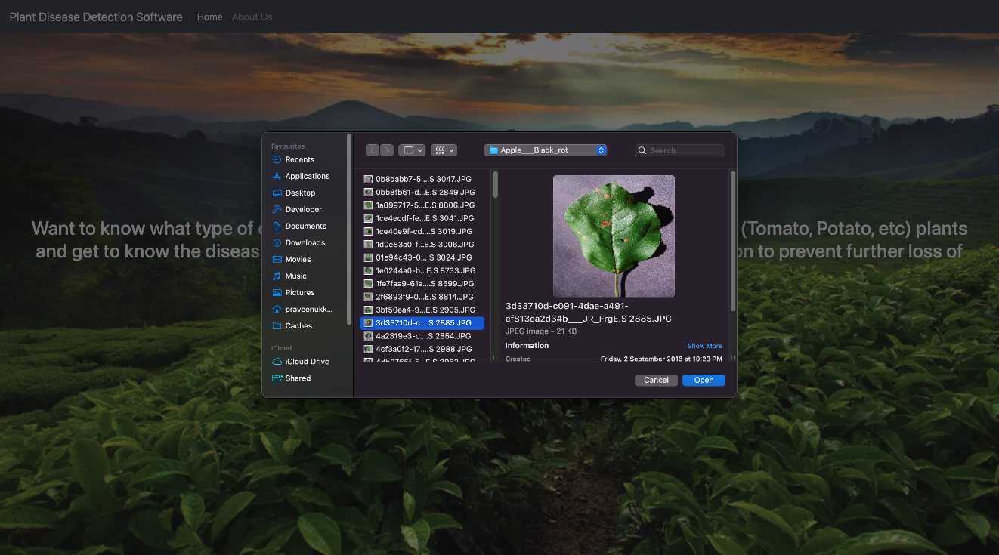 Plant Disease Detection Software Home About Us
Want to know what type of
(Tomato, Potato, etc) plants
and get to know the diseas
on to prevent further loss of
Favourites
Recents
Applications
Desktop
Developer
Documents
Downloads
Movies
Music
Pictures
praveenukk...
Caches
iCloud
iCloud Drive
Shared
Apple___Black_rot
Search
0b8dabb7-5....S 3047.JPG
0bb8fb61-d...E.S 2849.JPG
1a899717-5...E.S 8806.JPG
1ce4ecdf-fe...E.S 3041.JPG
1ce40e9f-cd....S 3019.JPG
1d0e83a0-f...E.S 3006.JPG
01e94c43-0....S 3024.JPG
1e0244a0-b...E.S 8733.JPG
1fe7faa9-61a....S 8599.JPG
2f6893f9-0...E.S 8814.JPG
3bf50ea4-9...E.S 2905.JPG
3d33710d-c....S 2885.JPG
4a2319e3-c....S 2854.JPG
4cf3a0f2-17....S 2988.JPG
3d33710d-c091-4dae-a491-
ef813ea2d34b___JR_FrgE.S 2885.JPG
JPEG image - 21 KB
Information Show More
Created Friday, 2 September 2016 at 10:23 PM
Cancel Open